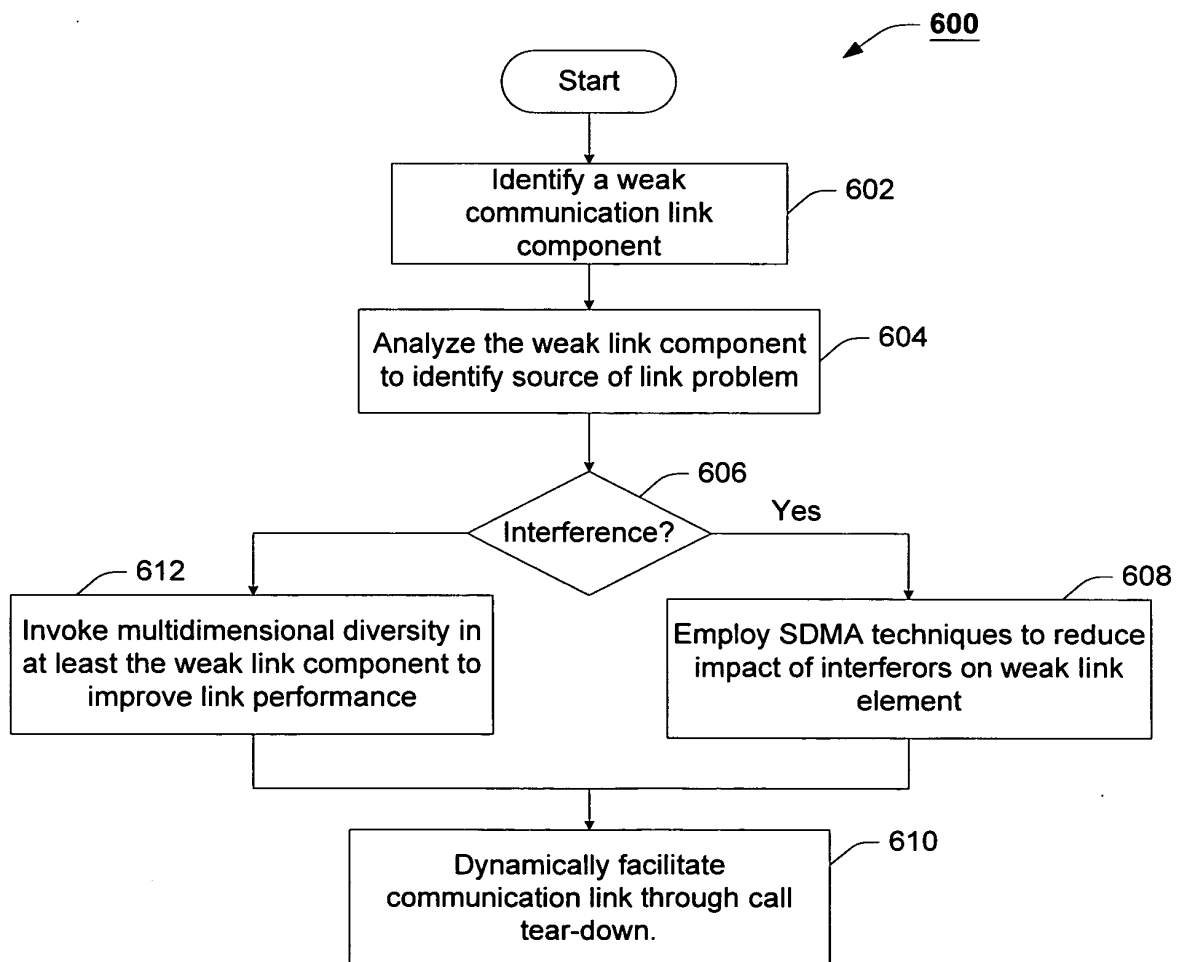 600
Start
Identify a weak
communication link
component
602
Analyze the weak link component
to identify source of link problem
604
606
Interference?
Yes
612
Invoke multidimensional diversity in
at least the weak link component to
improve link performance
608
Employ SDMA techniques to reduce
impact of interferors on weak link
element
610
Dynamically facilitate
communication link through call
tear-down.